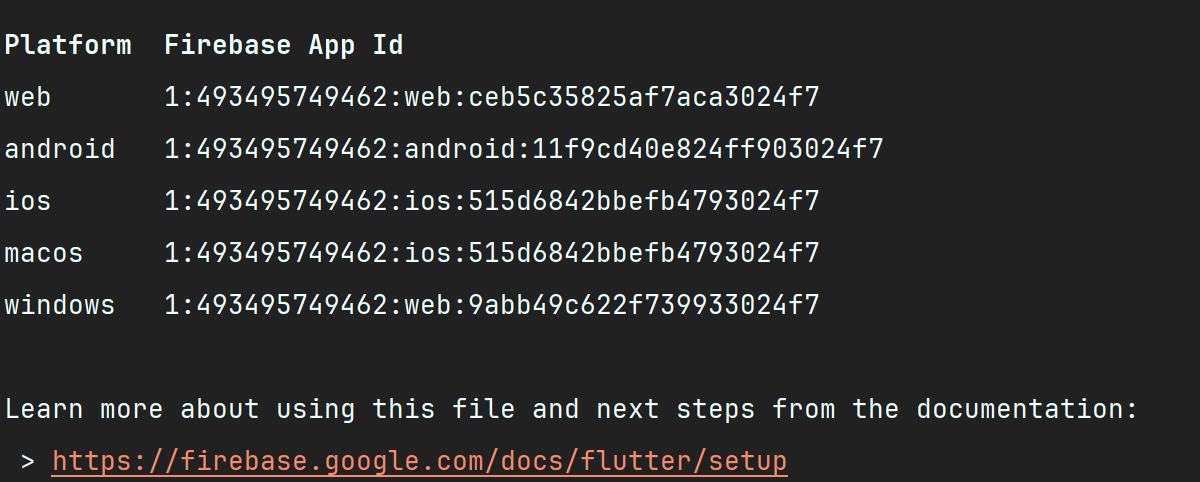 Platform  Firebase App Id
web       1:493495749462:web:ceb5c35825af7aca3024f7
android   1:493495749462:android:11f9cd40e824ff903024f7
ios       1:493495749462:ios:515d6842bbefb4793024f7
macos     1:493495749462:ios:515d6842bbefb4793024f7
windows   1:493495749462:web:9abb49c622f739933024f7
Learn more about using this file and next steps from the documentation:
 > https://firebase.google.com/docs/flutter/setup